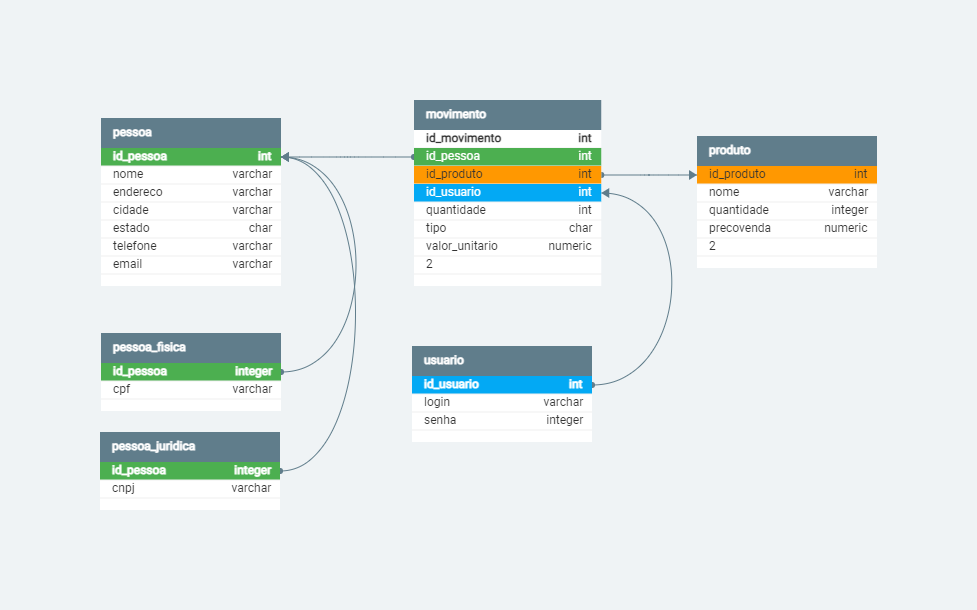 pessoa
id_pessoa int
nome varchar
endereco varchar
cidade varchar
estado char
telefone varchar
email varchar
pessoa_fisica
id_pessoa integer
cpf varchar
pessoa_juridica
id_pessoa integer
cnpj varchar
movimento
id_movimento int
id_pessoa int
id_produto int
id_usuario int
quantidade int
tipo char
valor_unitario numeric
2
usuario
id_usuario int
login varchar
senha integer
produto
id_produto int
nome varchar
quantidade integer
precovenda numeric
2